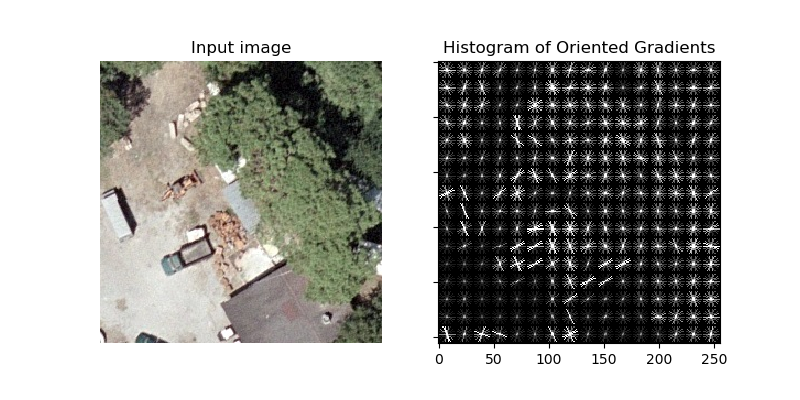 Input image
Histogram of Oriented Gradients
0 50 100 150 200 250